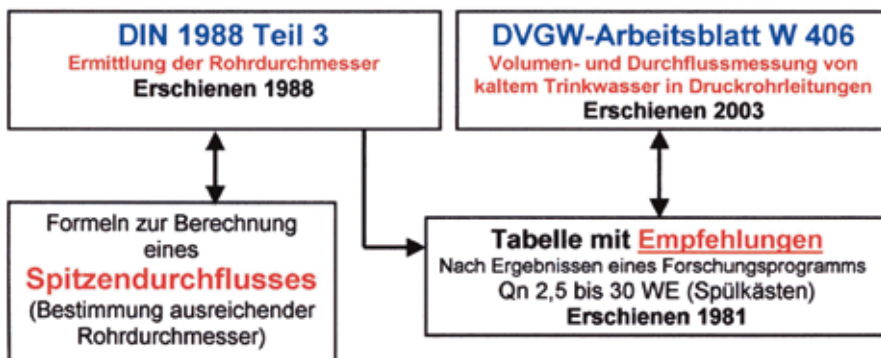 DIN 1988 Teil 3
Ermittlung der Rohrdurchmesser
Erschienen 1988
DVGW-Arbeitsblatt W 406
Volumen- und Durchflussmessung von
kaltem Trinkwasser in Druckrohrleitungen
Erschienen 2003
Formeln zur Berechnung
eines
Spitzendurchflusses
(Bestimmung ausreichender
Rohrdurchmesser)
Tabelle mit Empfehlungen
Nach Ergebnissen eines Forschungsprogramms
Qn 2,5 bis 30 WE (Spülkästen)
Erschienen 1981